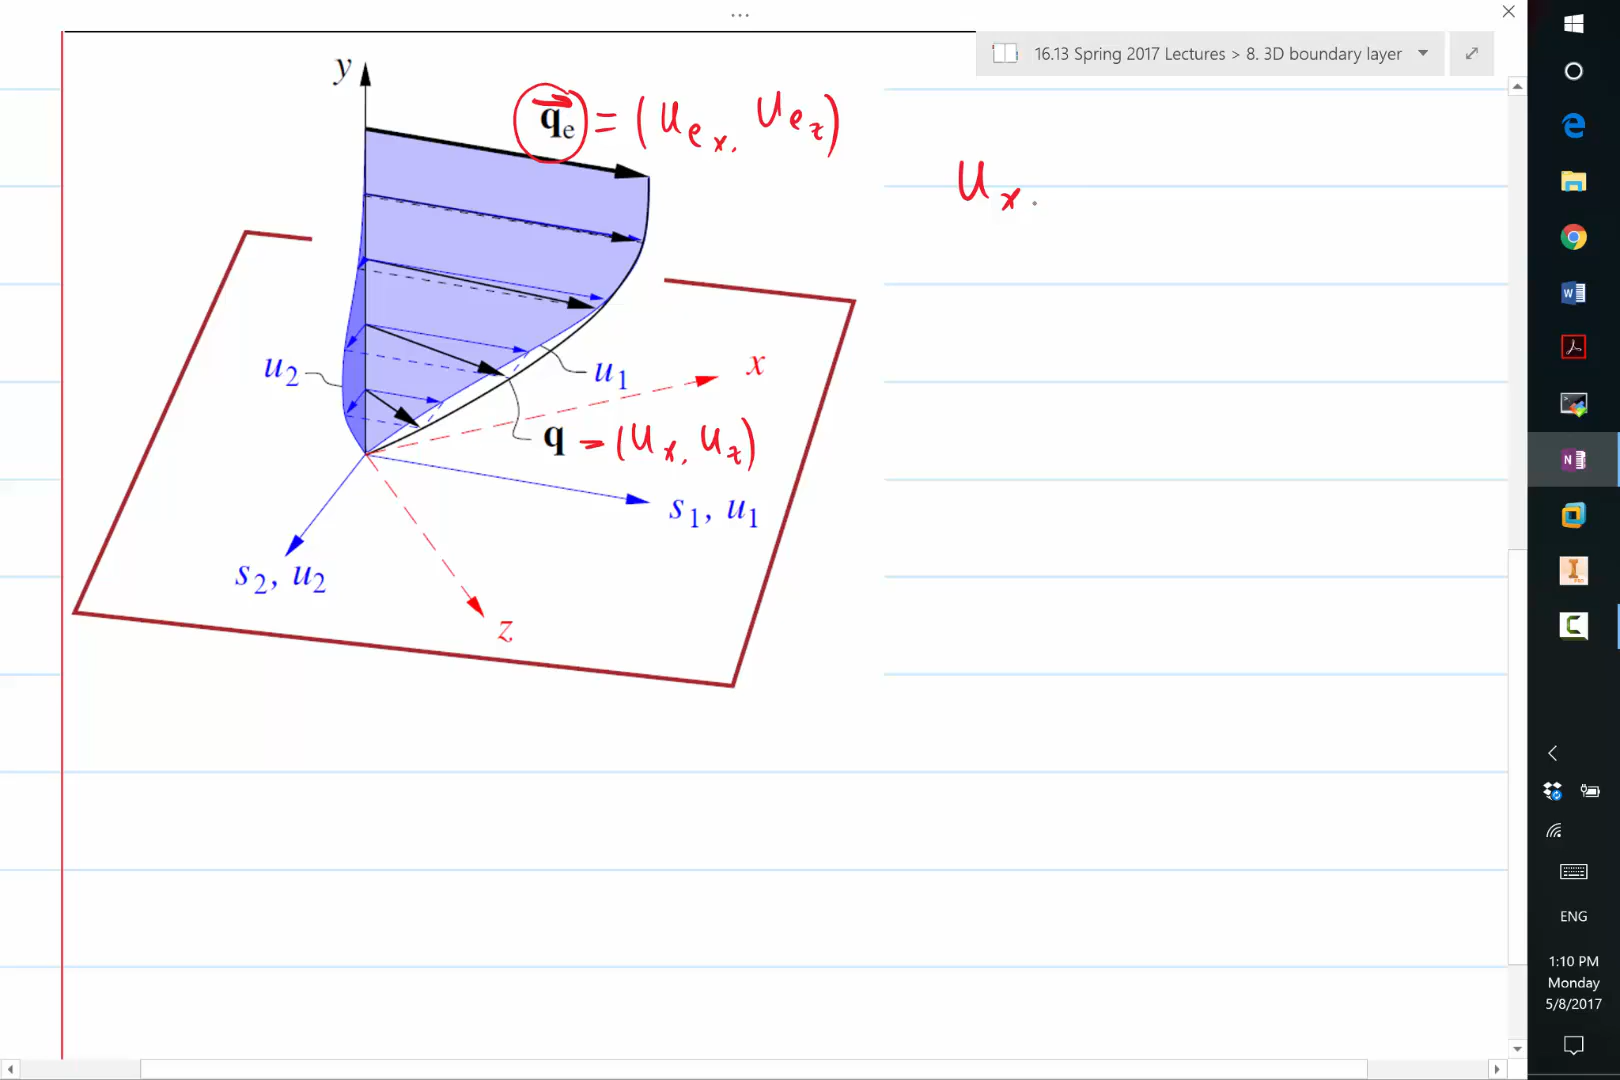 16.13 Spring 2017 Lectures > 8. 3D boundary layer
y
qe = (uex, uez)
ux.
u2
u1
x
q = (ux, uz)
s1, u1
s2, u2
z
ENG
1:10 PM
Monday
5/8/2017